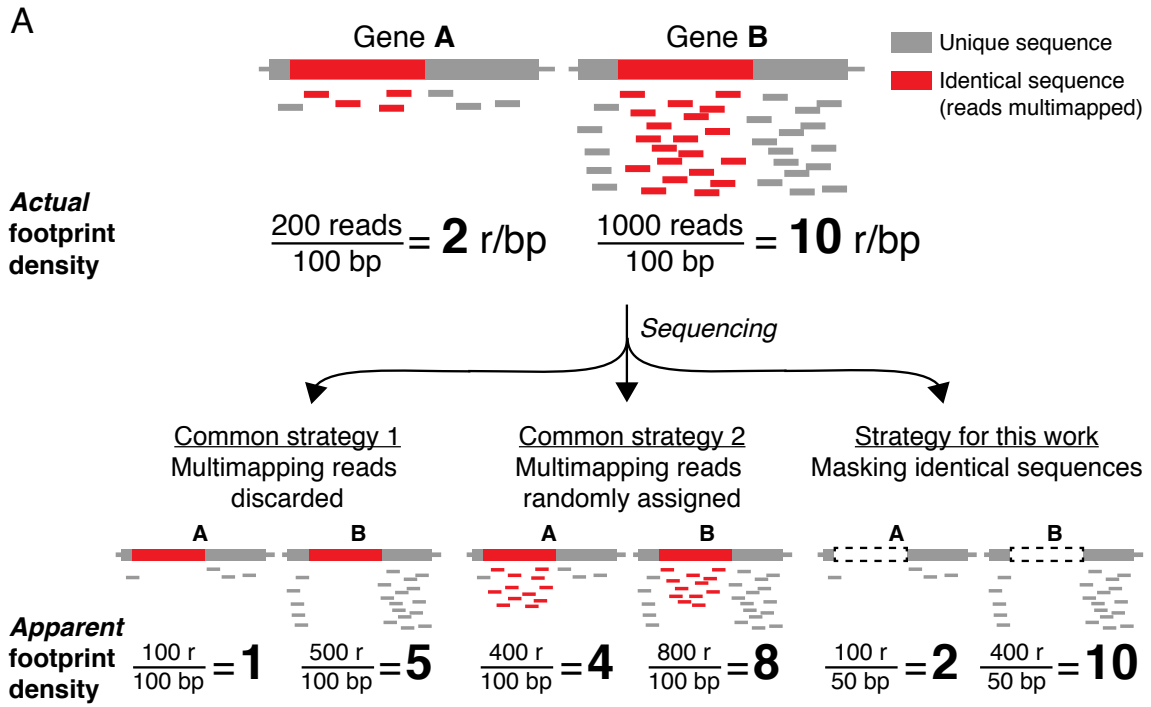 A
Gene A
Gene B
Unique sequence
Identical sequence
(reads multimapped)
Actual
footprint
density
200 reads
100 bp
= 2 r/bp
1000 reads
100 bp
= 10 r/bp
Sequencing
Common strategy 1
Multimapping reads
discarded
Common strategy 2
Multimapping reads
randomly assigned
Strategy for this work
Masking identical sequences
A
B
A
B
A
B
Apparent
footprint
density
100 r
100 bp
= 1
500 r
100 bp
= 5
400 r
100 bp
= 4
800 r
100 bp
= 8
100 r
50 bp
= 2
400 r
50 bp
= 10